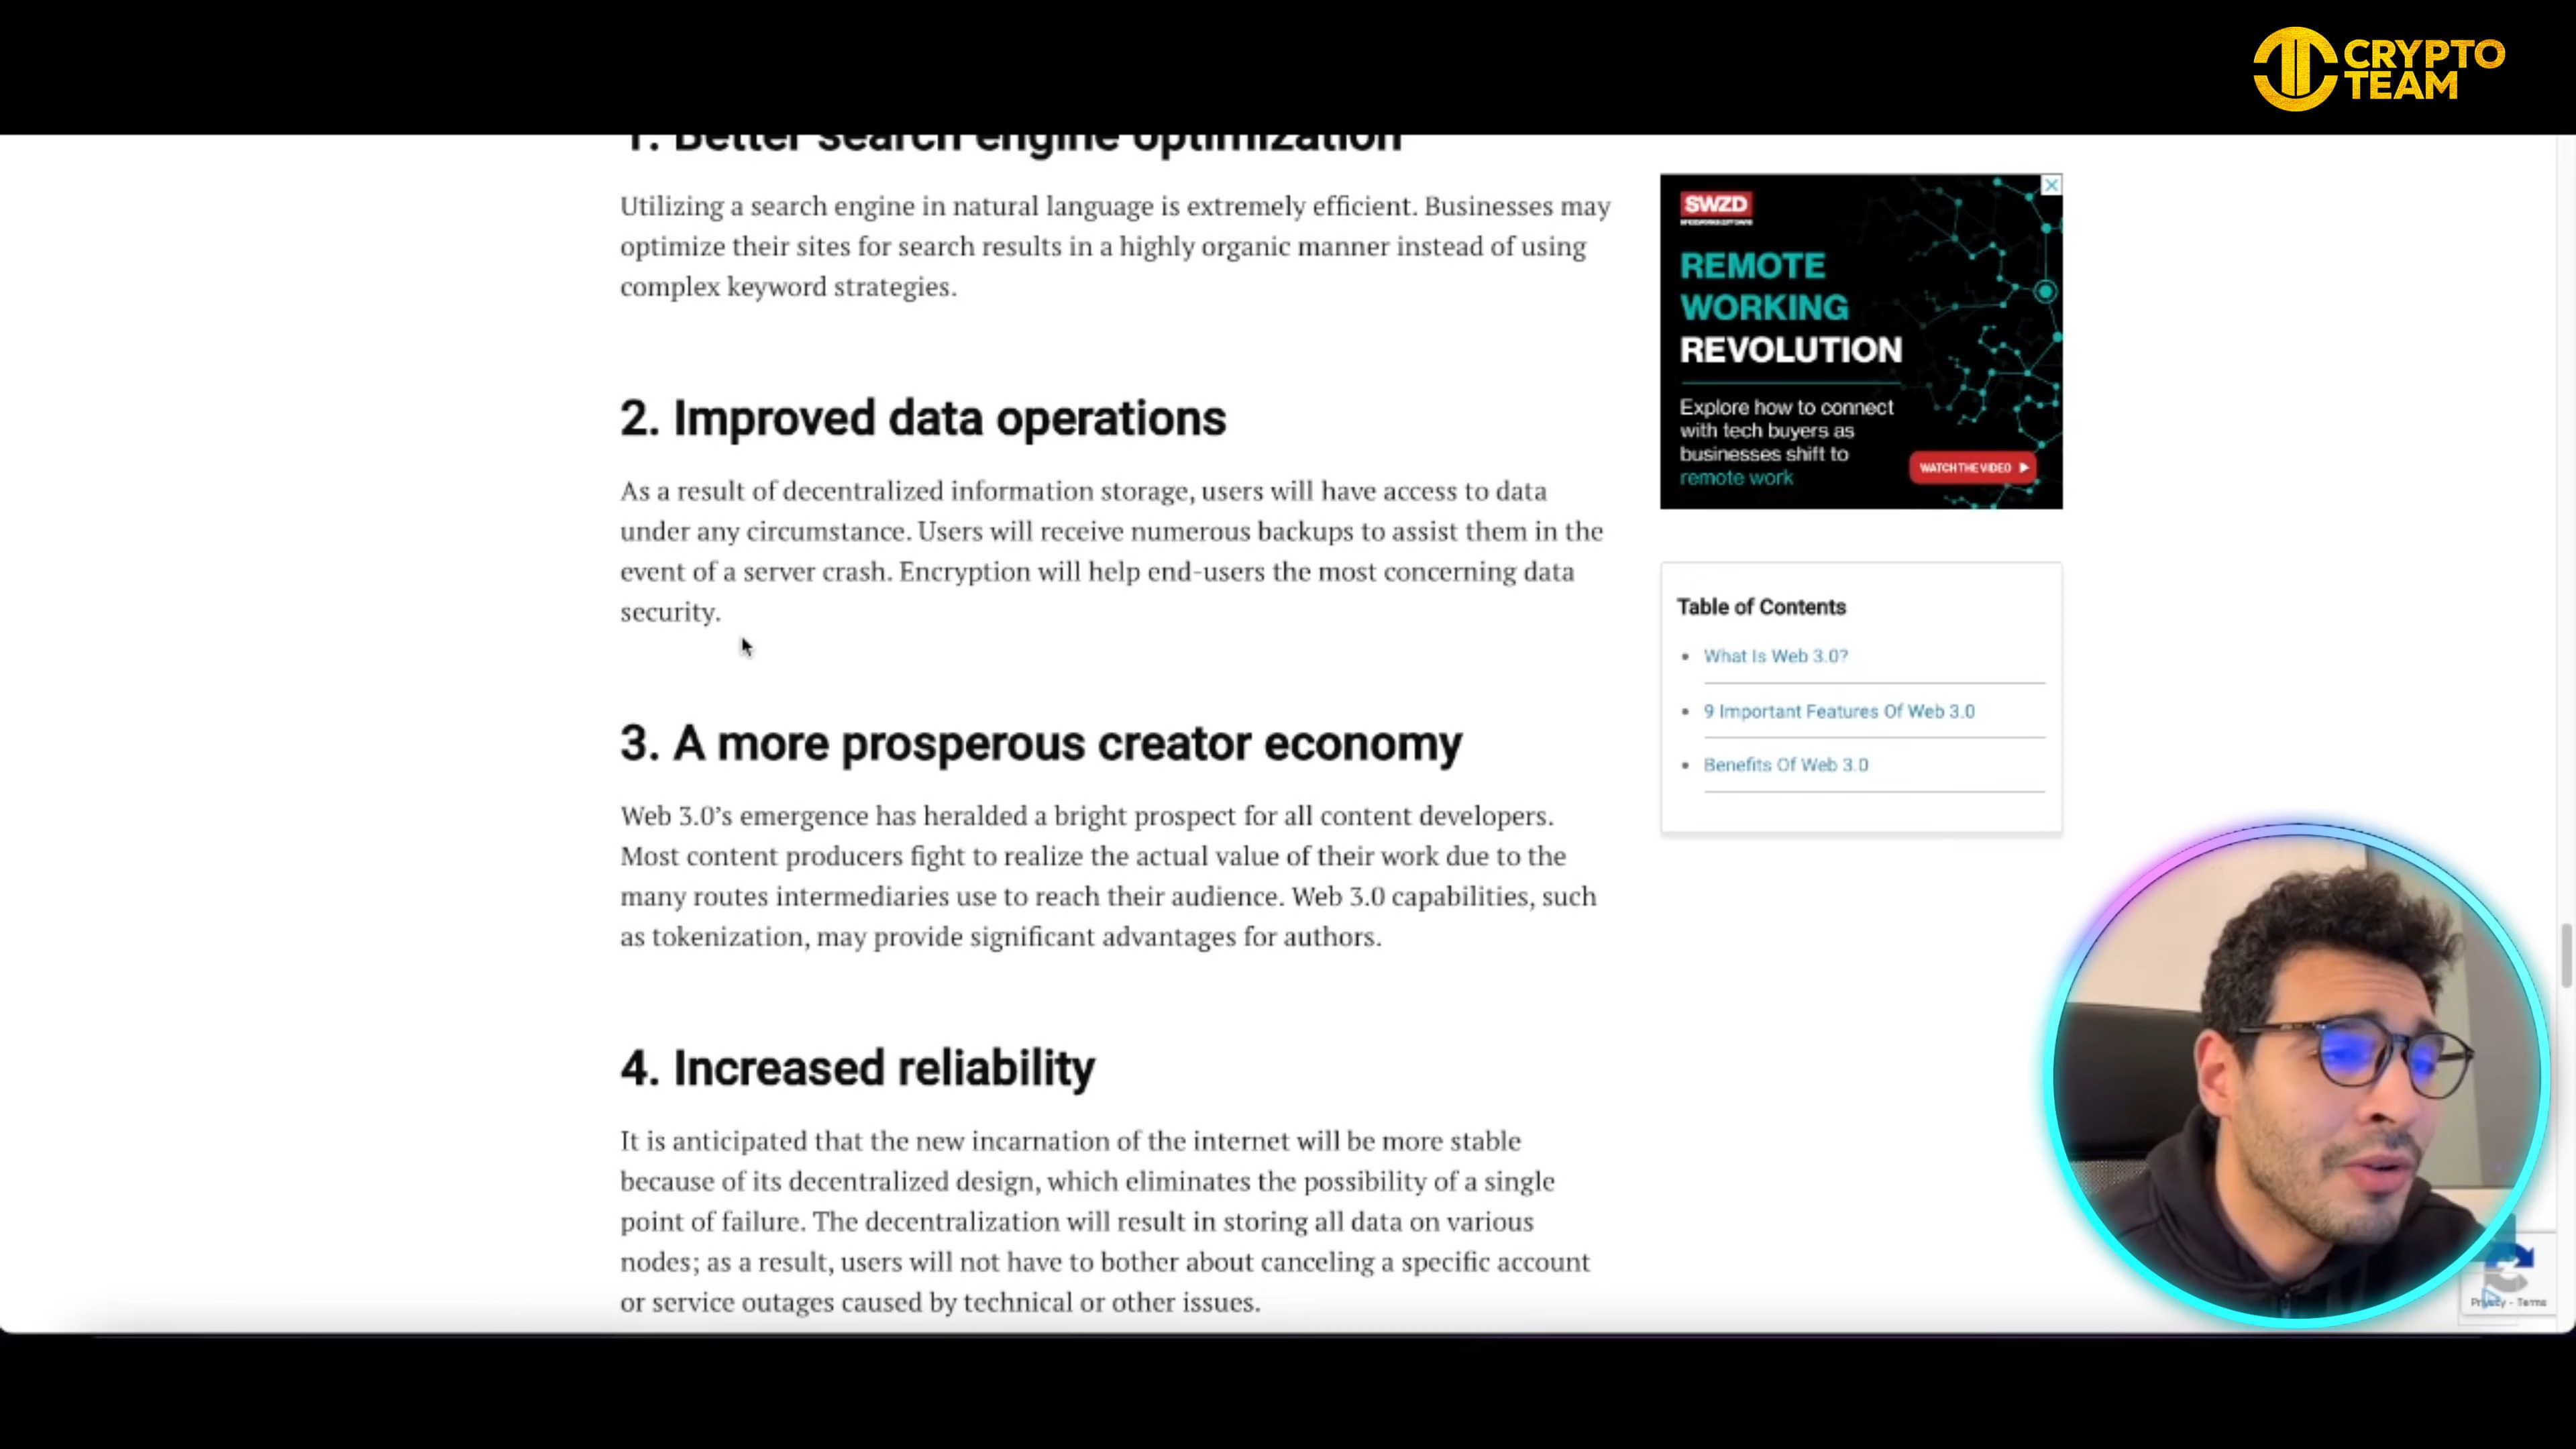 CRYPTO
TEAM
1. Better search engine optimization
Utilizing a search engine in natural language is extremely efficient. Businesses may
optimize their sites for search results in a highly organic manner instead of using
complex keyword strategies.
2. Improved data operations
As a result of decentralized information storage, users will have access to data
under any circumstance. Users will receive numerous backups to assist them in the
event of a server crash. Encryption will help end-users the most concerning data
security.
3. A more prosperous creator economy
Web 3.0’s emergence has heralded a bright prospect for all content developers.
Most content producers fight to realize the actual value of their work due to the
many routes intermediaries use to reach their audience. Web 3.0 capabilities, such
as tokenization, may provide significant advantages for authors.
4. Increased reliability
It is anticipated that the new incarnation of the internet will be more stable
because of its decentralized design, which eliminates the possibility of a single
point of failure. The decentralization will result in storing all data on various
nodes; as a result, users will not have to bother about canceling a specific account
or service outages caused by technical or other issues.
SWZD
REMOTE
WORKING
REVOLUTION
Explore how to connect
with tech buyers as
businesses shift to
remote work
WATCH THE VIDEO
Table of Contents
• What Is Web 3.0?
• 9 Important Features Of Web 3.0
• Benefits Of Web 3.0
Privacy - Terms